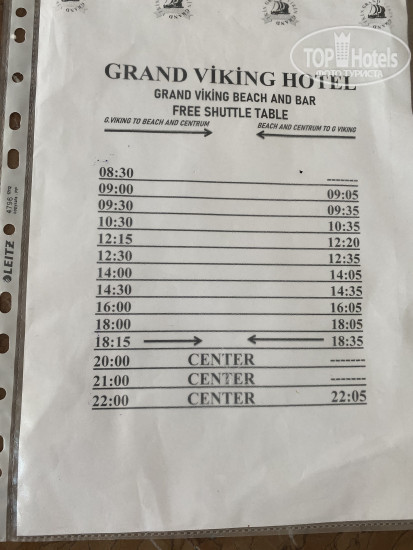 TOP Hotels
ФОТО ТУРИСТА
GRAND VİKİNG HOTEL
GRAND VİKİNG BEACH AND BAR
FREE SHUTTLE TABLE
G.VIKING TO BEACH AND CENTRUM BEACH AND CENTRUM TO G VIKING
08:30 -------
09:00 09:05
09:30 09:35
10:30 10:35
12:15 12:20
12:30 12:35
14:00 14:05
14:30 14:35
16:00 16:05
18:00 18:05
18:15 18:35
20:00 CENTER -------
21:00 CENTER -------
22:00 CENTER 22:05
LEITZ
4796